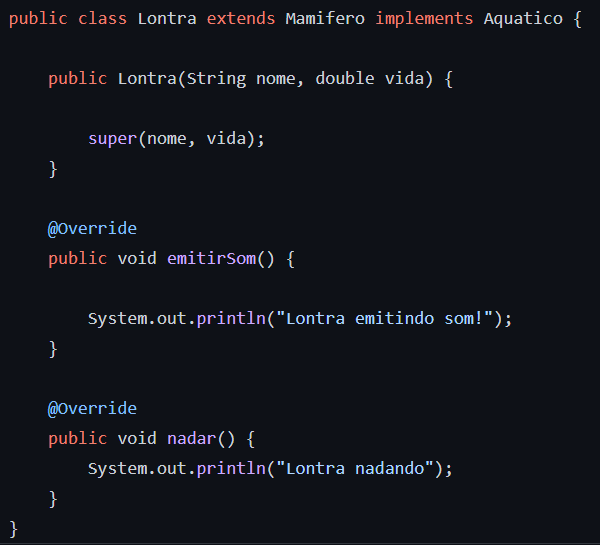 public class Lontra extends Mamifero implements Aquatico {
public Lontra(String nome, double vida) {
super(nome, vida);
}
@Override
public void emitirSom() {
System.out.println("Lontra emitindo som!");
}
@Override
public void nadar() {
System.out.println("Lontra nadando");
}
}